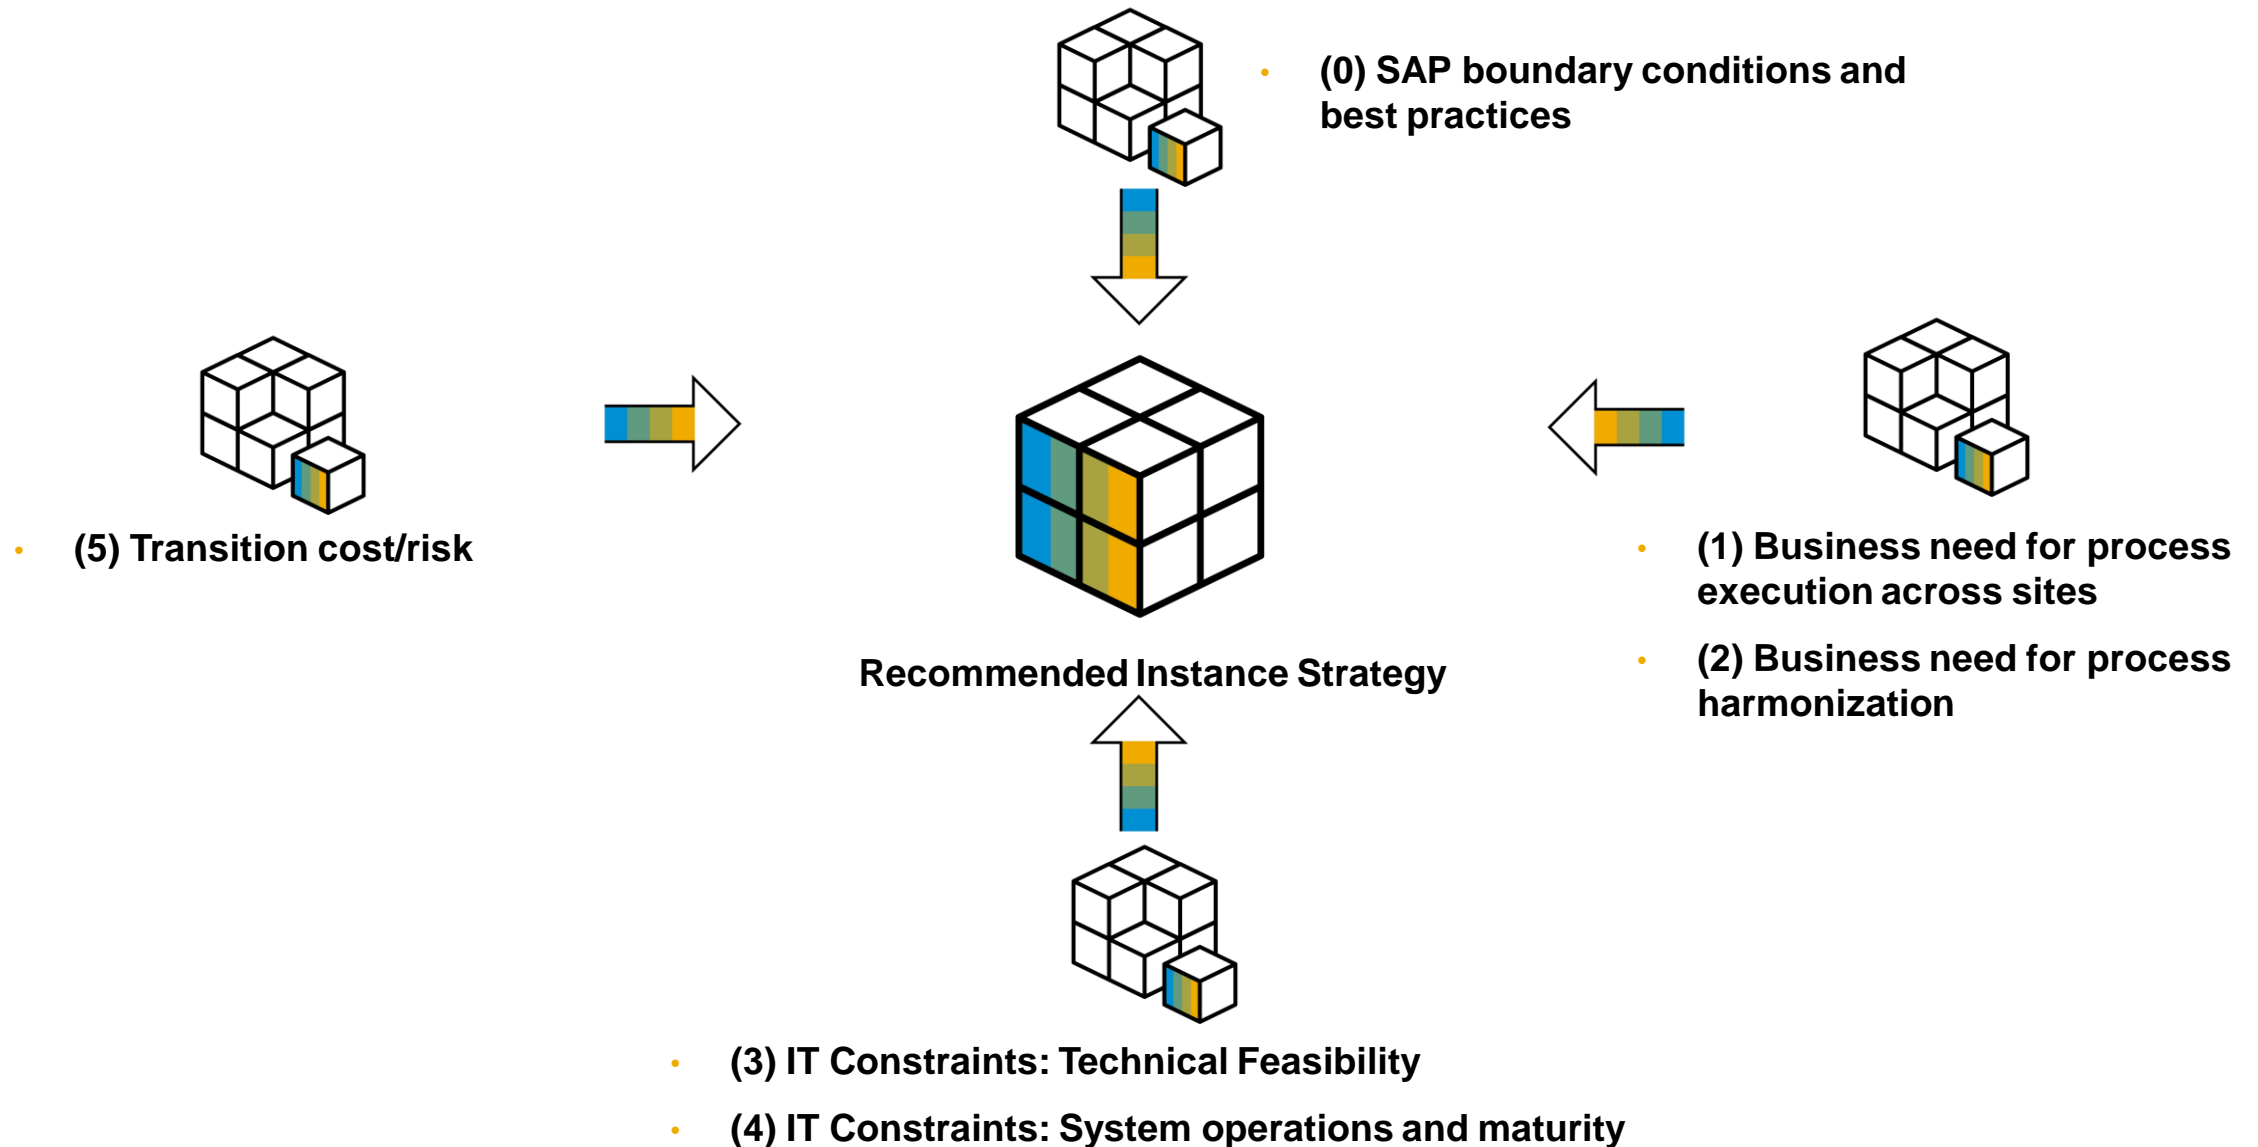 • (0) SAP boundary conditions and
best practices
• (5) Transition cost/risk
Recommended Instance Strategy
• (1) Business need for process
execution across sites
• (2) Business need for process
harmonization
• (3) IT Constraints: Technical Feasibility
• (4) IT Constraints: System operations and maturity